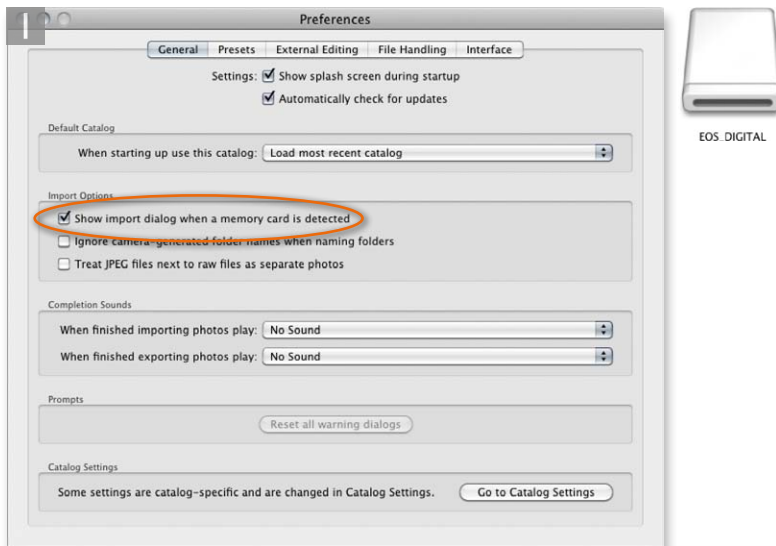 1
Preferences
General Presets External Editing File Handling Interface
Settings: Show splash screen during startup
Automatically check for updates
EOS_DIGITAL
Default Catalog
When starting up use this catalog: Load most recent catalog
Import Options
Show import dialog when a memory card is detected
Ignore camera-generated folder names when naming folders
Treat JPEG files next to raw files as separate photos
Completion Sounds
When finished importing photos play: No Sound
When finished exporting photos play: No Sound
Prompts
Reset all warning dialogs
Catalog Settings
Some settings are catalog-specific and are changed in Catalog Settings. Go to Catalog Settings